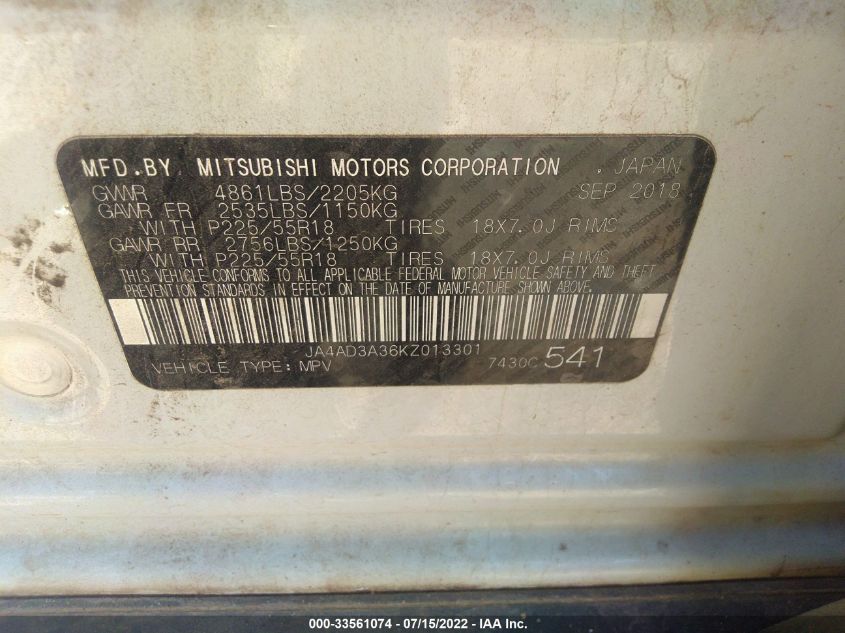 MFD.BY MITSUBISHI MOTORS CORPORATION , JAPAN
GVWR 4861LBS/2205KG SEP 2018
GAWR FR 2535LBS/1150KG
WITH P225/55R18 TIRES 18X7.0J RIMS
GAWR RR 2756LBS/1250KG
WITH P225/55R18 TIRES 18X7.0J RIMS
THIS VEHICLE CONFORMS TO ALL APPLICABLE FEDERAL MOTOR VEHICLE SAFETY AND THEFT
PREVENTION STANDARDS IN EFFECT ON THE DATE OF MANUFACTURE SHOWN ABOVE.
JA4AD3A36KZ013301
VEHICLE TYPE: MPV 7430C 541
000-33561074 - 07/15/2022 - IAA Inc.